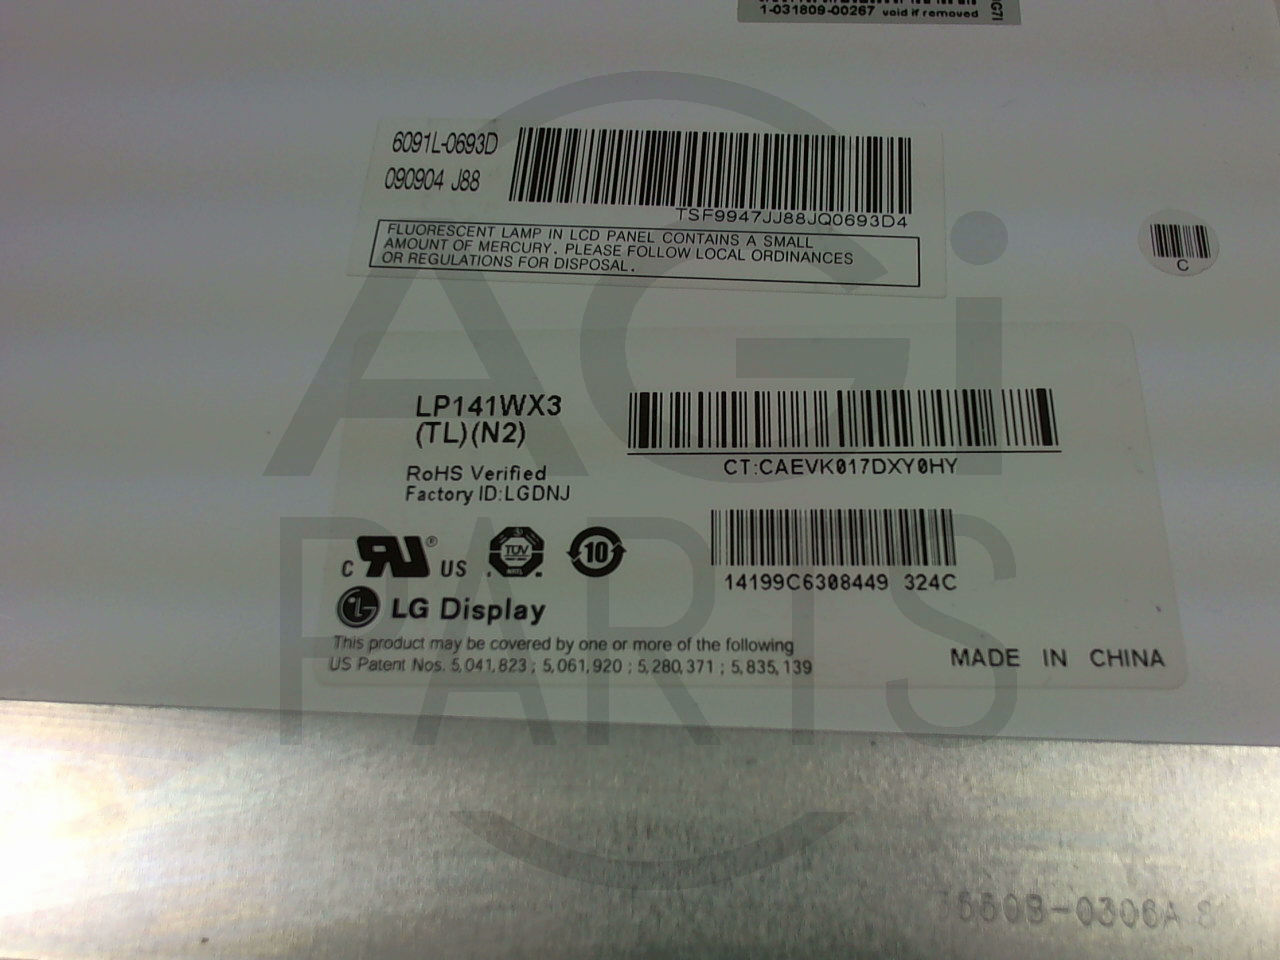 1-031809-00267 void if removed
6091L-0693D
090904 J88
TSF9947JJ88JQ0693D4
FLUORESCENT LAMP IN LCD PANEL CONTAINS A SMALL
AMOUNT OF MERCURY. PLEASE FOLLOW LOCAL ORDINANCES
OR REGULATIONS FOR DISPOSAL.
C
AGi
PARTS
LP141WX3
(TL)(N2)
CT:CAEVK017DXY0HY
RoHS Verified
Factory ID:LGDNJ
C RU ® US
TUV
NRTL
10
14199C6308449 324C
LG Display
This product may be covered by one or more of the following
US Patent Nos. 5,041,823 ; 5,061,920 ; 5,280,371 ; 5,835,139
MADE IN CHINA